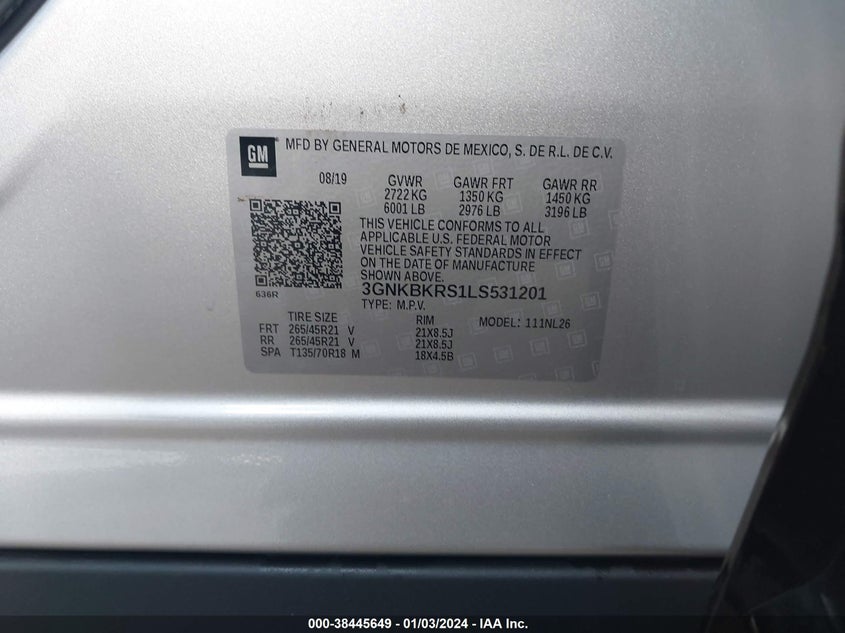 GM
MFD BY GENERAL MOTORS DE MEXICO, S. DE R.L. DE C.V.
08/19 GVWR GAWR FRT GAWR RR
2722 KG 1350 KG 1450 KG
6001 LB 2976 LB 3196 LB
THIS VEHICLE CONFORMS TO ALL
APPLICABLE U.S. FEDERAL MOTOR
VEHICLE SAFETY STANDARDS IN EFFECT
ON THE DATE OF MANUFACTURE
SHOWN ABOVE.
636R
3GNKBKRS1LS531201
TYPE: M.P.V.
TIRE SIZE RIM MODEL: 111NL26
FRT 265/45R21 V 21X8.5J
RR 265/45R21 V 21X8.5J
SPA T135/70R18 M 18X4.5B
000-38445649 - 01/03/2024 - IAA Inc.